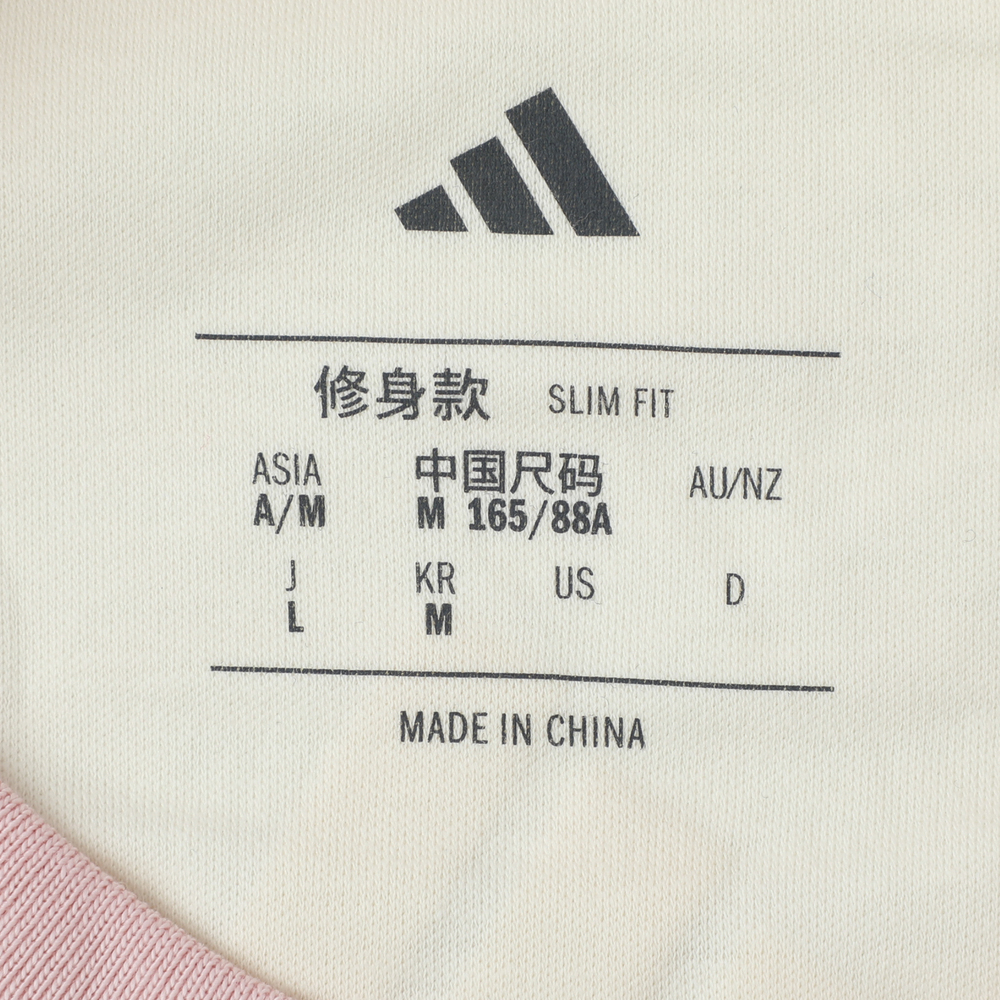 修身款 SLIM FIT
ASIA 中国尺码 AU/NZ
A/M M 165/88A
J KR US D
L M
MADE IN CHINA